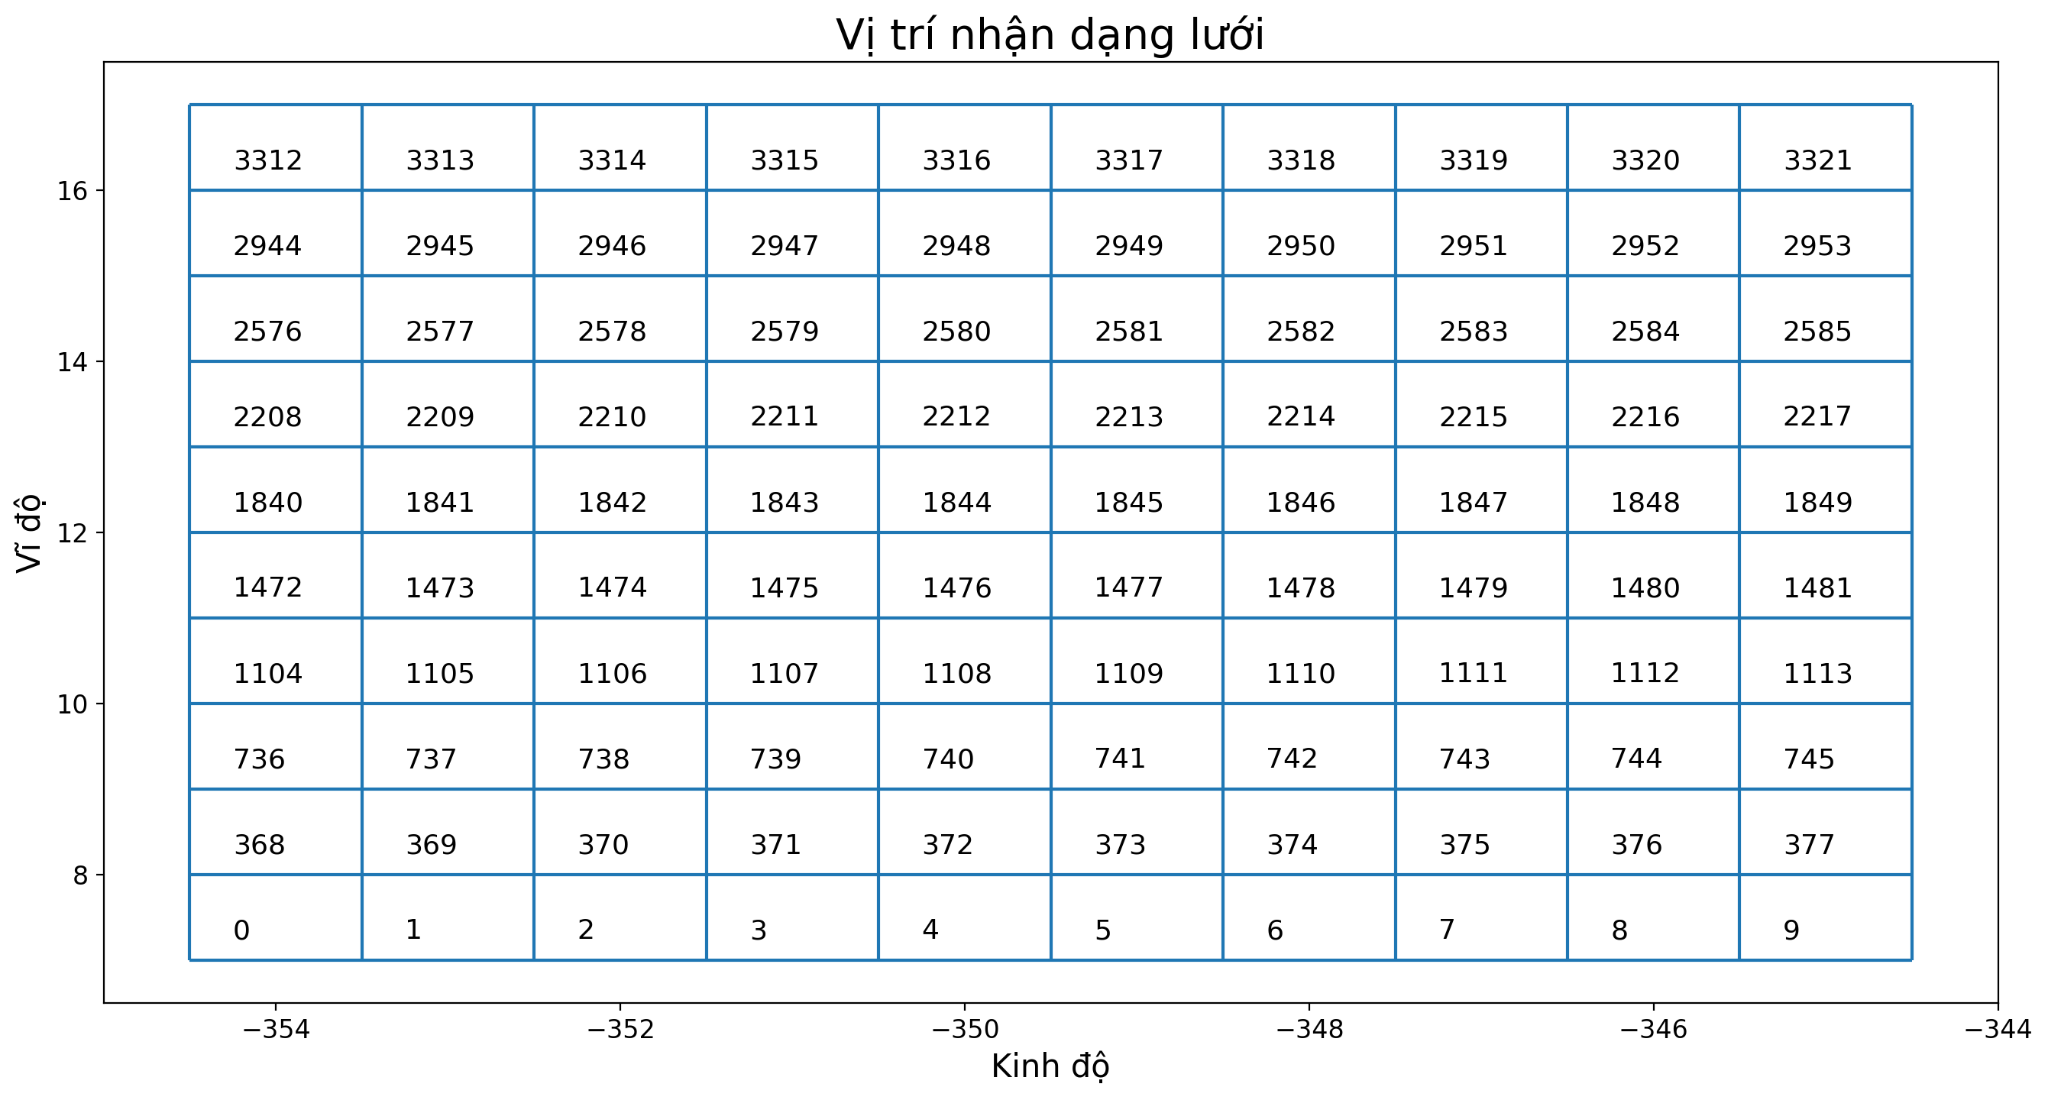 Vị trí nhận dạng lưới
3312 3313 3314 3315 3316 3317 3318 3319 3320 3321
16
2944 2945 2946 2947 2948 2949 2950 2951 2952 2953
2576 2577 2578 2579 2580 2581 2582 2583 2584 2585
14
2208 2209 2210 2211 2212 2213 2214 2215 2216 2217
1840 1841 1842 1843 1844 1845 1846 1847 1848 1849
Vĩ độ
12
1472 1473 1474 1475 1476 1477 1478 1479 1480 1481
1104 1105 1106 1107 1108 1109 1110 1111 1112 1113
10
736 737 738 739 740 741 742 743 744 745
368 369 370 371 372 373 374 375 376 377
8
0 1 2 3 4 5 6 7 8 9
−354 −352 −350 −348 −346 −344
Kinh độ